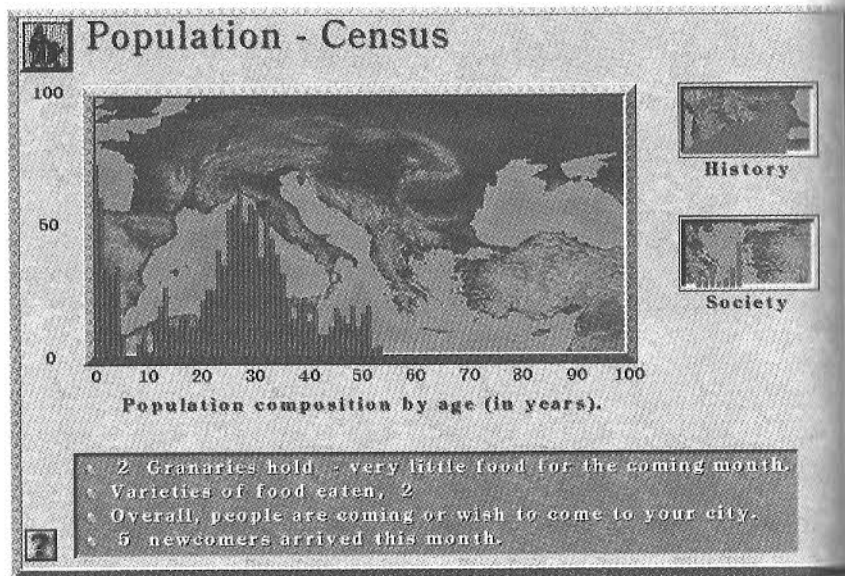 Population - Census
100
50
0
0 10 20 30 40 50 60 70 80 90 100
Population composition by age (in years).
History
Society
2 Granaries hold - very little food for the coming month.
Varieties of food eaten, 2
Overall, people are coming or wish to come to your city.
5 newcomers arrived this month.
?